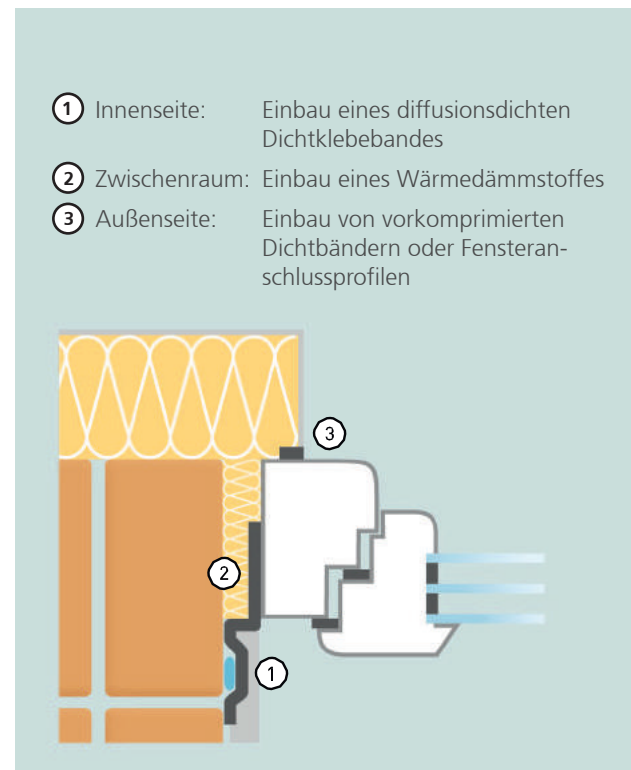 1 Innenseite: Einbau eines diffusionsdichten
Dichtklebebandes
2 Zwischenraum: Einbau eines Wärmedämmstoffes
3 Außenseite: Einbau von vorkomprimierten
Dichtbändern oder Fensteran-
schlussprofilen
3
2
1